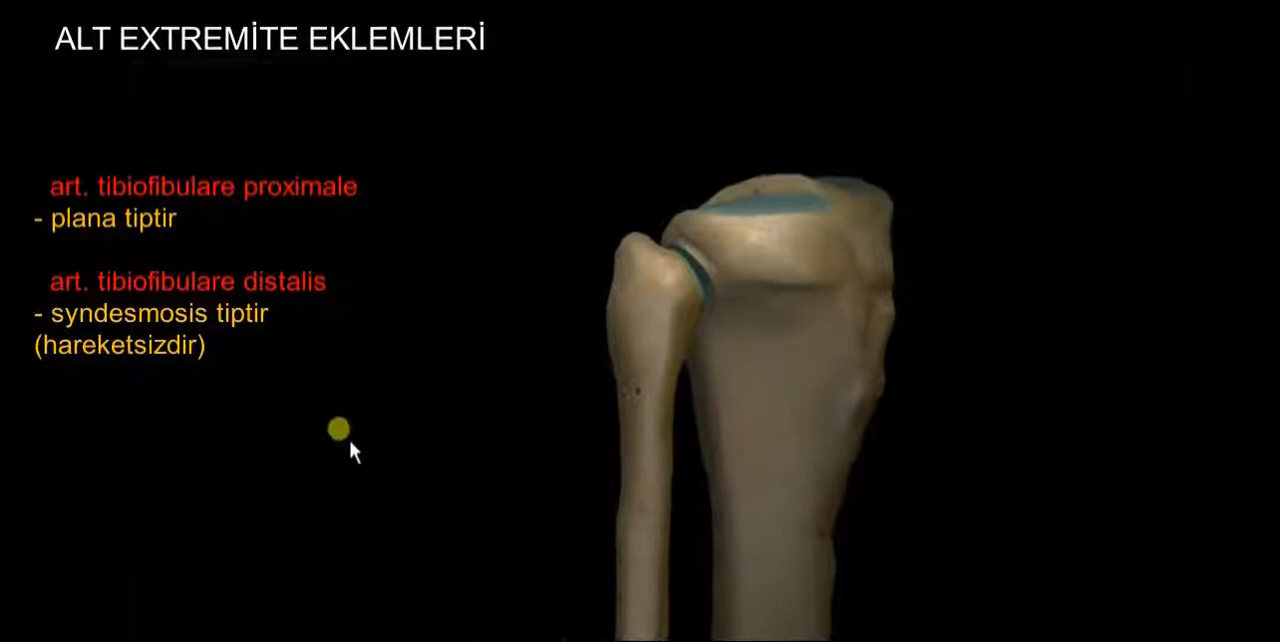 ALT EXTREMİTE EKLEMLERİ
art. tibiofibulare proximale
- plana tiptir
art. tibiofibulare distalis
- syndesmosis tiptir
(hareketsizdir)